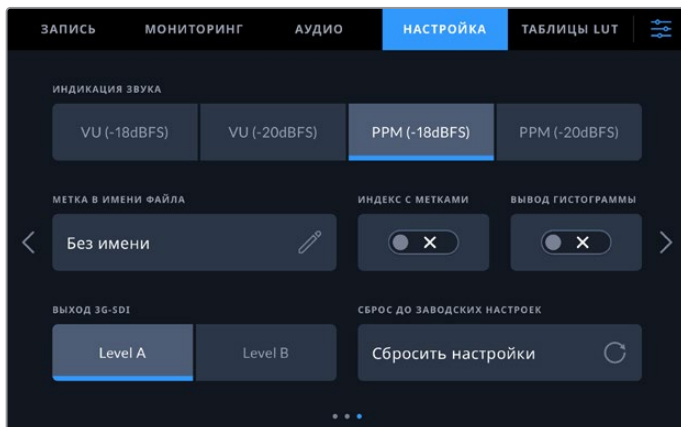 ЗАПИСЬ МОНИТОРИНГ АУДИО НАСТРОЙКА ТАБЛИЦЫ LUT
ИНДИКАЦИЯ ЗВУКА
VU (-18dBFS) VU (-20dBFS) PPM (-18dBFS) PPM (-20dBFS)
МЕТКА В ИМЕНИ ФАЙЛА ИНДЕКС С МЕТКАМИ ВЫВОД ГИСТОГРАММЫ
Без имени
ВЫХОД 3G-SDI СБРОС ДО ЗАВОДСКИХ НАСТРОЕК
Level A Level B Сбросить настройки